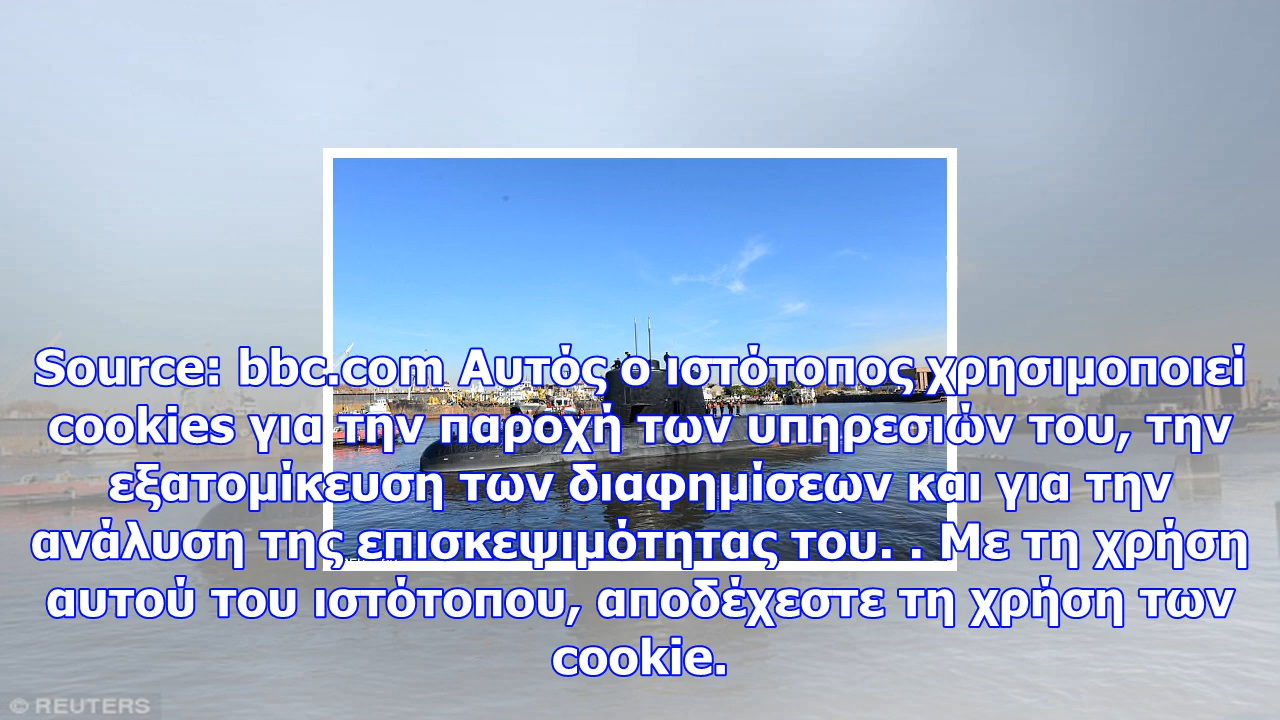 Source: bbc.com Αυτός ο ιστότοπος χρησιμοποιεί
cookies για την παροχή των υπηρεσιών του, την
εξατομίκευση των διαφημίσεων και για την
ανάλυση της επισκεψιμότητας του. . Με τη χρήση
αυτού του ιστότοπου, αποδέχεστε τη χρήση των
cookie.
© REUTERS